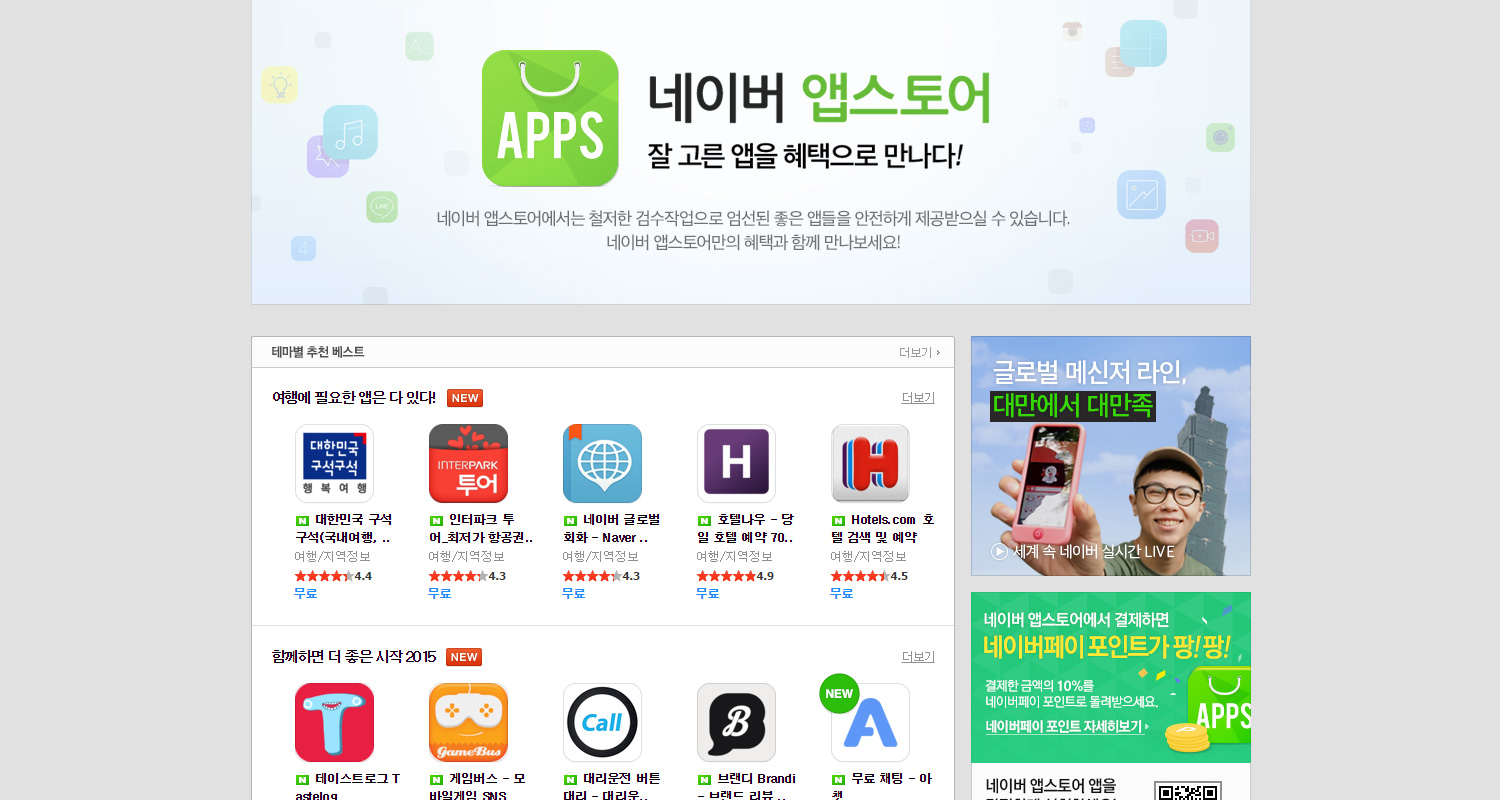 APPS
네이버 앱스토어
잘 고른 앱을 혜택으로 만나다!
네이버 앱스토어에서는 철저한 검수작업으로 엄선된 좋은 앱들을 안전하게 제공받으실 수 있습니다.
네이버 앱스토어만의 혜택과 함께 만나보세요!
LINE
4
테마별 추천 베스트
더보기
여행에 필요한 앱은 다 있다! NEW
더보기
대한민국
구석구석
행복여행
INTERPARK
투어
H
H
N 대한민국 구석
구석(국내여행, ..
여행/지역정보
4.4
무료
N 인터파크 투
어_최저가 항공권..
여행/지역정보
4.3
무료
N 네이버 글로벌
회화 - Naver ..
여행/지역정보
4.3
무료
N 호텔나우 - 당
일 호텔 예약 70..
여행/지역정보
4.9
무료
N Hotels.com 호
텔 검색 및 예약
여행/지역정보
4.5
무료
함께하면 더 좋은 시작 2015 NEW
더보기
T
GameBus
Call
B
NEW
A
N 테이스트로그 T
astelog
N 게임버스 - 모
바일게임 SNS
N 대리운전 버튼
대리 - 대리운..
N 브랜디 Brandi
- 브랜드 리뷰 ..
N 무료 채팅 - 아
챗
글로벌 메신저 라인,
대만에서 대만족
세계 속 네이버 실시간 LIVE
네이버 앱스토어에서 결제하면
네이버페이 포인트가 팡! 팡!
결제한 금액의 10%를
네이버페이 포인트로 돌려받으세요.
네이버페이 포인트 자세히보기
APPS
네이버 앱스토어 앱을